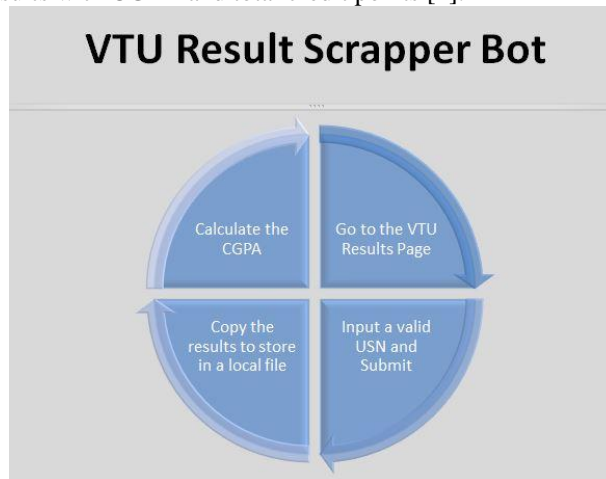 VTU Result Scrapper Bot
Calculate the
CGPA
Go to the VTU
Results Page
Copy the
results to store
in a local file
Input a valid
USN and
Submit